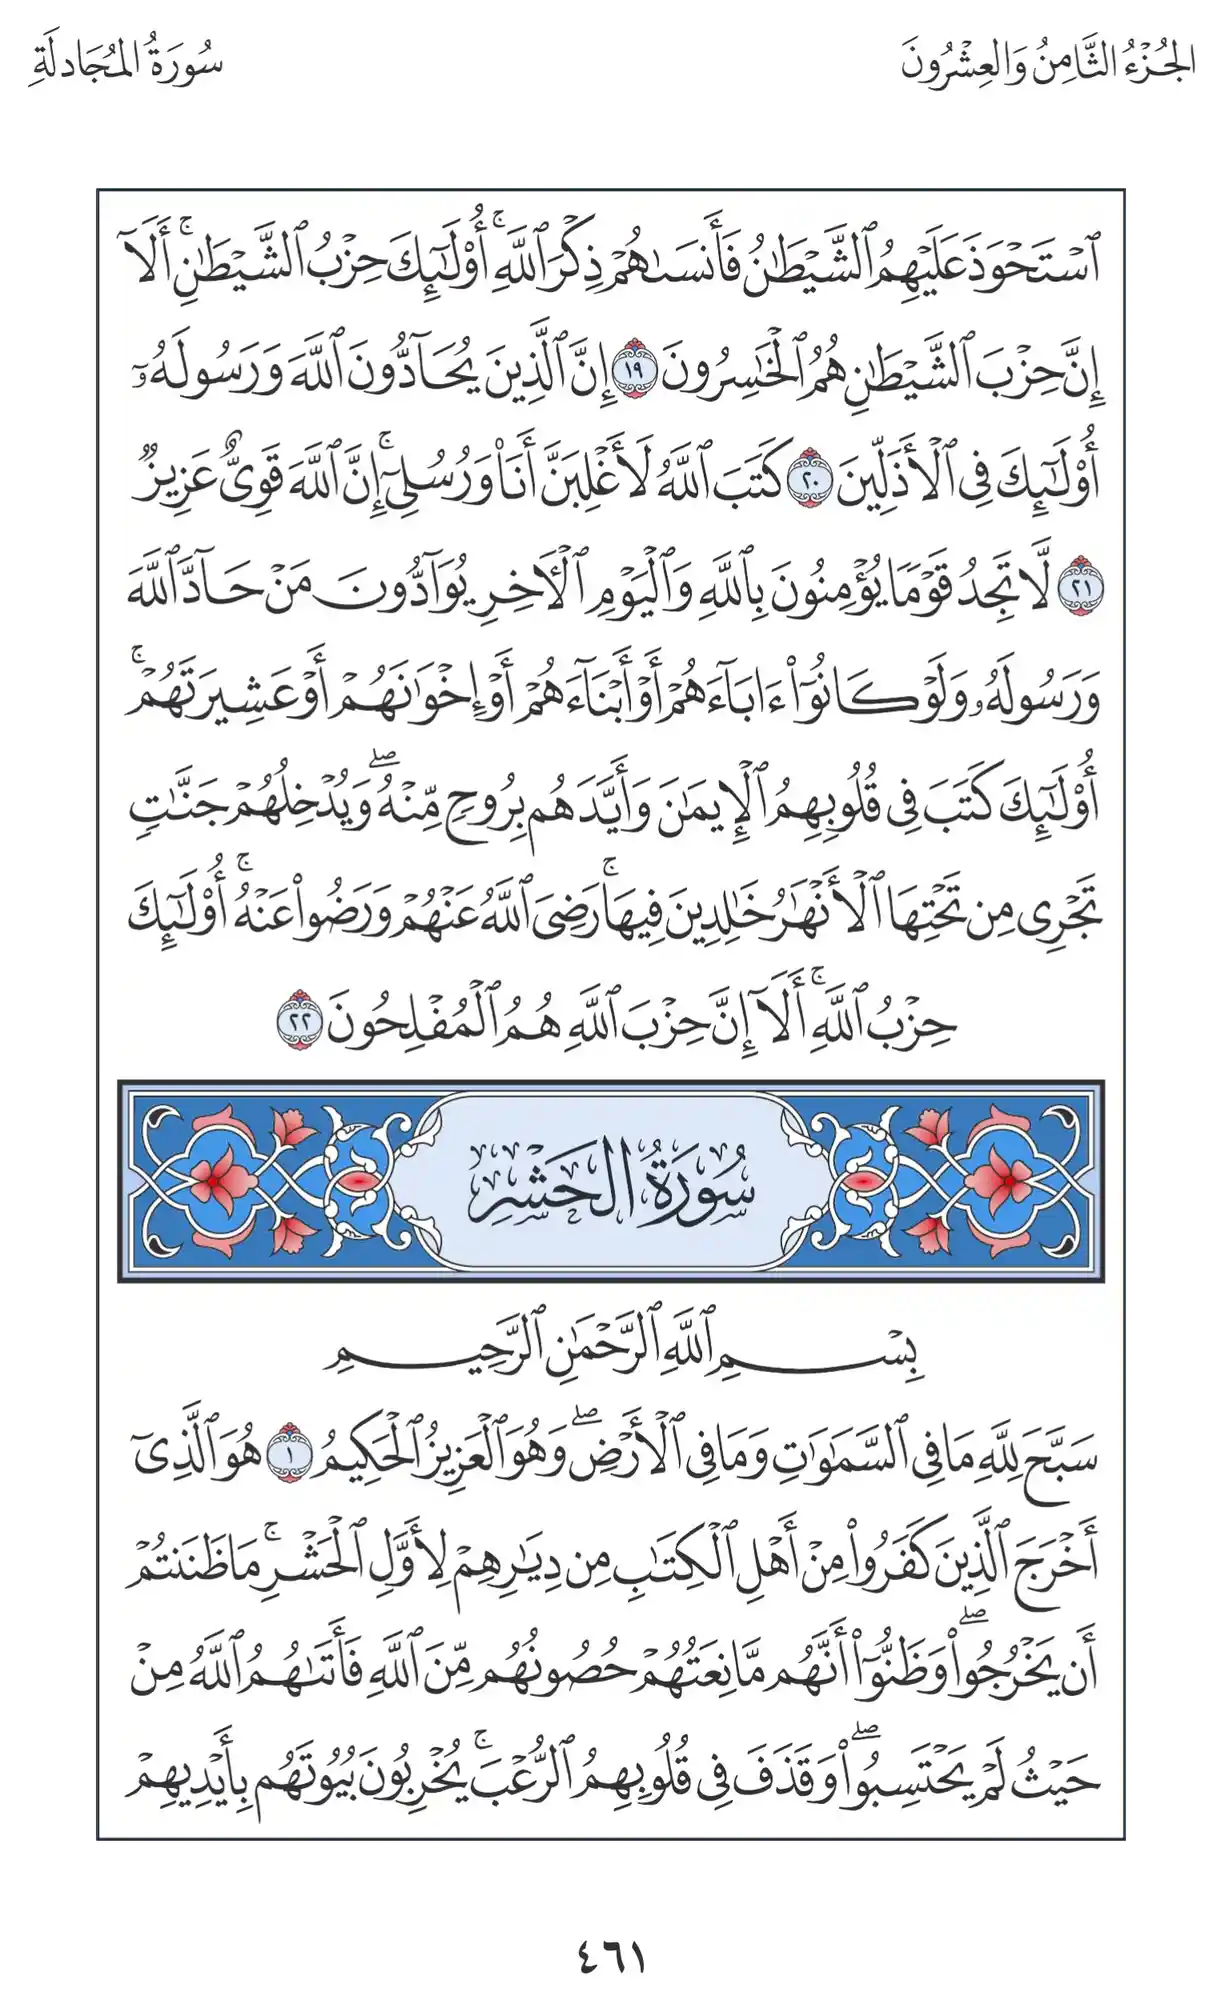 الجُزْءُ الثَّامِنُ وَالعِشْرُونَ
سُورَةُ المُجَادلَةِ
ٱسۡتَحۡوَذَ عَلَيۡهِمُ ٱلشَّيۡطَٰنُ فَأَنسَىٰهُمۡ ذِكۡرَ ٱللَّهِۚ أُوْلَٰٓئِكَ حِزۡبُ ٱلشَّيۡطَٰنِۚ أَلَآ
إِنَّ حِزۡبَ ٱلشَّيۡطَٰنِ هُمُ ٱلۡخَٰسِرُونَ ١٩ إِنَّ ٱلَّذِينَ يُحَآدُّونَ ٱللَّهَ وَرَسُولَهُۥٓ
أُوْلَٰٓئِكَ فِي ٱلۡأَذَلِّينَ ٢٠ كَتَبَ ٱللَّهُ لَأَغۡلِبَنَّ أَنَا۠ وَرُسُلِيٓۚ إِنَّ ٱللَّهَ قَوِيٌّ عَزِيزٞ
٢١ لَّا تَجِدُ قَوۡمٗا يُؤۡمِنُونَ بِٱللَّهِ وَٱلۡيَوۡمِ ٱلۡأٓخِرِ يُوَآدُّونَ مَنۡ حَآدَّ ٱللَّهَ
وَرَسُولَهُۥ وَلَوۡ كَانُوٓاْ ءَابَآءَهُمۡ أَوۡ أَبۡنَآءَهُمۡ أَوۡ إِخۡوَٰنَهُمۡ أَوۡ عَشِيرَتَهُمۡۚ
أُوْلَٰٓئِكَ كَتَبَ فِي قُلُوبِهِمُ ٱلۡإِيمَٰنَ وَأَيَّدَهُم بِرُوحٖ مِّنۡهُۖ وَيُدۡخِلُهُمۡ جَنَّٰتٖ
تَجۡرِي مِن تَحۡتِهَا ٱلۡأَنۡهَٰرُ خَٰلِدِينَ فِيهَاۚ رَضِيَ ٱللَّهُ عَنۡهُمۡ وَرَضُواْ عَنۡهُۚ أُوْلَٰٓئِكَ
حِزۡبُ ٱللَّهِۚ أَلَآ إِنَّ حِزۡبَ ٱللَّهِ هُمُ ٱلۡمُفۡلِحُونَ ٢٢
سُورَةُ الحَشْرِ
بِسۡمِ ٱللَّهِ ٱلرَّحۡمَٰنِ ٱلرَّحِيمِ
سَبَّحَ لِلَّهِ مَا فِي ٱلسَّمَٰوَٰتِ وَمَا فِي ٱلۡأَرۡضِۖ وَهُوَ ٱلۡعَزِيزُ ٱلۡحَكِيمُ ١ هُوَ ٱلَّذِيٓ
أَخۡرَجَ ٱلَّذِينَ كَفَرُواْ مِنۡ أَهۡلِ ٱلۡكِتَٰبِ مِن دِيَٰرِهِمۡ لِأَوَّلِ ٱلۡحَشۡرِۚ مَا ظَنَنتُمۡ
أَن يَخۡرُجُواْۖ وَظَنُّوٓاْ أَنَّهُم مَّانِعَتُهُمۡ حُصُونُهُم مِّنَ ٱللَّهِ فَأَتَىٰهُمُ ٱللَّهُ مِنۡ
حَيۡثُ لَمۡ يَحۡتَسِبُواْۖ وَقَذَفَ فِي قُلُوبِهِمُ ٱلرُّعۡبَۚ يُخۡرِبُونَ بُيُوتَهُم بِأَيۡدِيهِمۡ
٤٦١